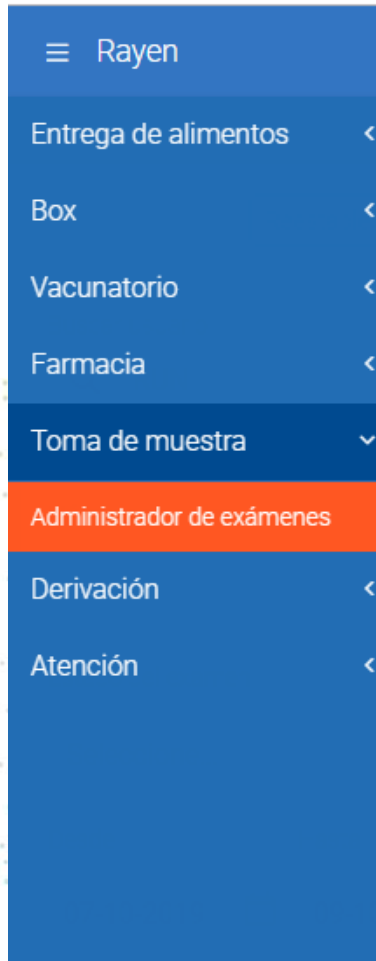 Rayen
Entrega de alimentos
Box
Vacunatorio
Farmacia
Toma de muestra
Administrador de exámenes
Derivación
Atención